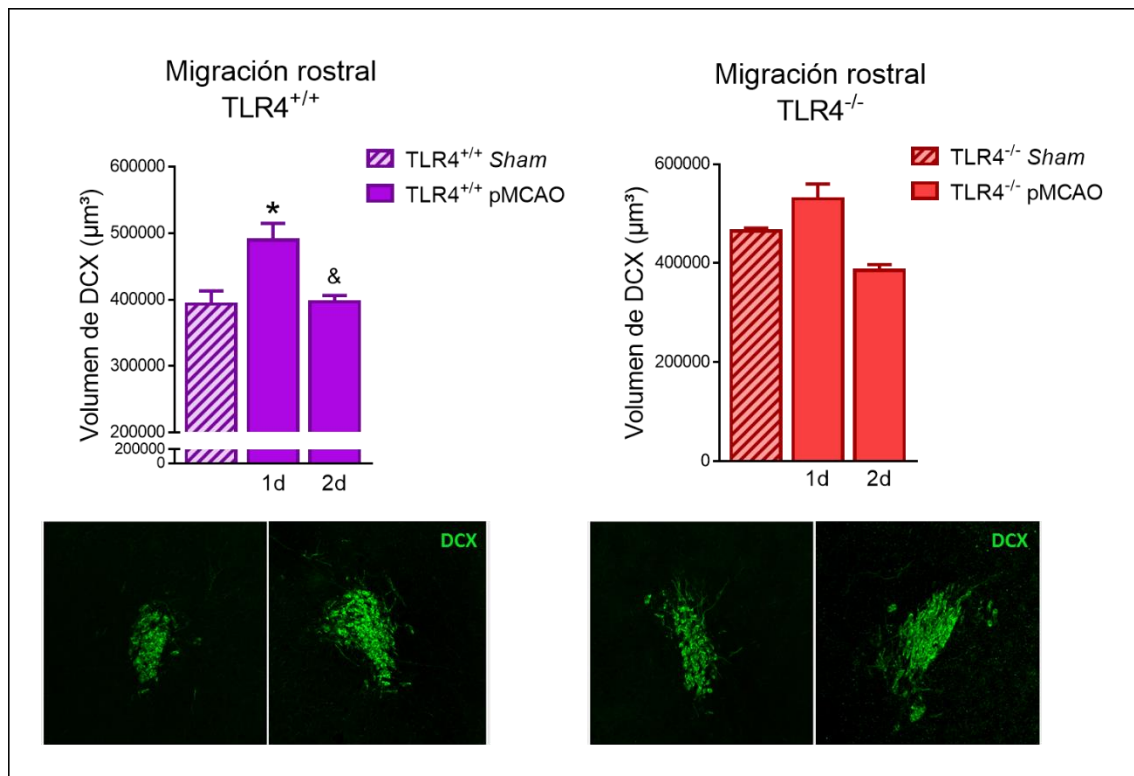 Migración rostral
TLR4+/+
TLR4+/+ Sham
TLR4+/+ pMCAO
Volumen de DCX (µm³)
600000
500000
400000
300000
200000
200000
0
*
&
1d
2d
Migración rostral
TLR4-/-
TLR4-/- Sham
TLR4-/- pMCAO
Volumen de DCX (µm³)
600000
400000
200000
0
1d
2d
DCX
DCX